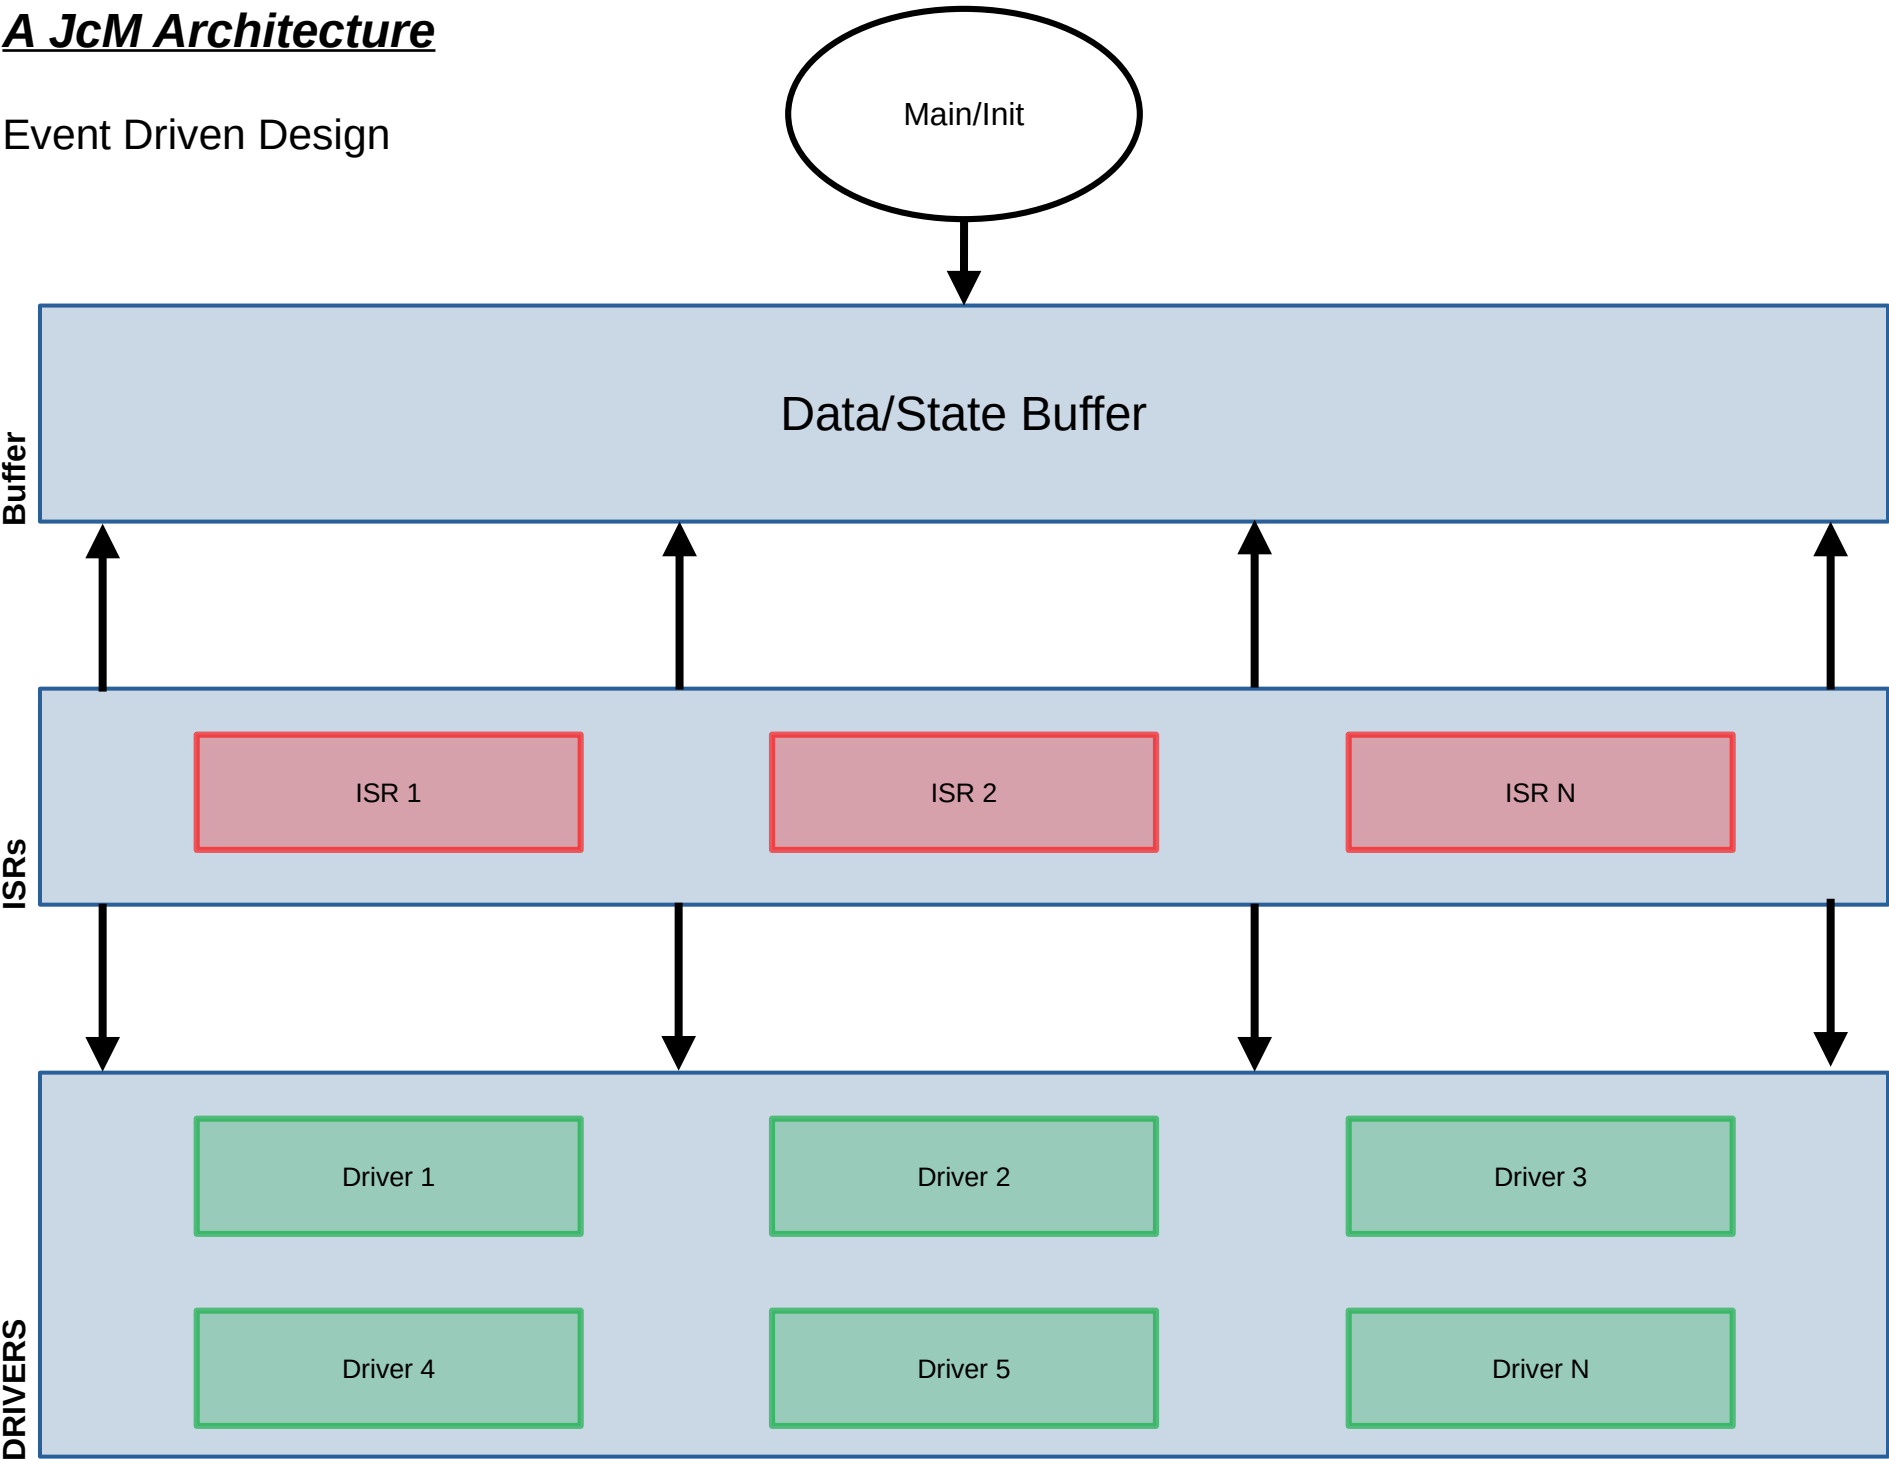 A JcM Architecture
Event Driven Design
Main/Init
Buffer
Data/State Buffer
ISRs
ISR 1
ISR 2
ISR N
DRIVERS
Driver 1
Driver 2
Driver 3
Driver 4
Driver 5
Driver N